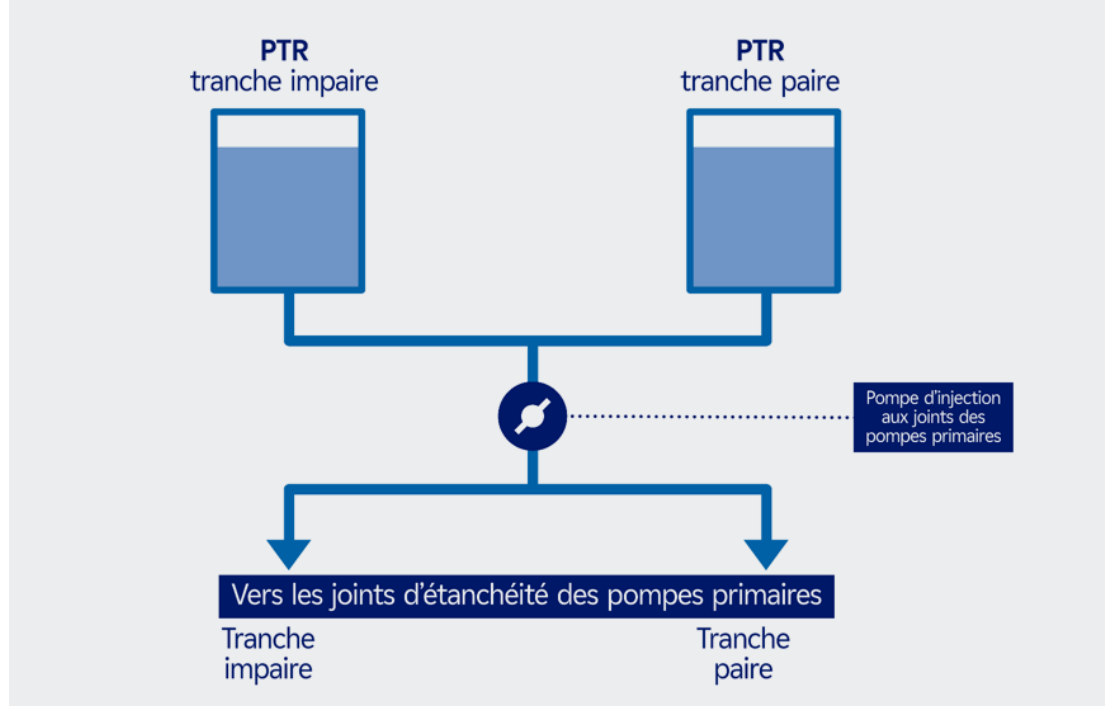 PTR
tranche impaire
PTR
tranche paire
Pompe d'injection
aux joints des
pompes primaires
Vers les joints d'étanchéité des pompes primaires
Tranche
impaire
Tranche
paire